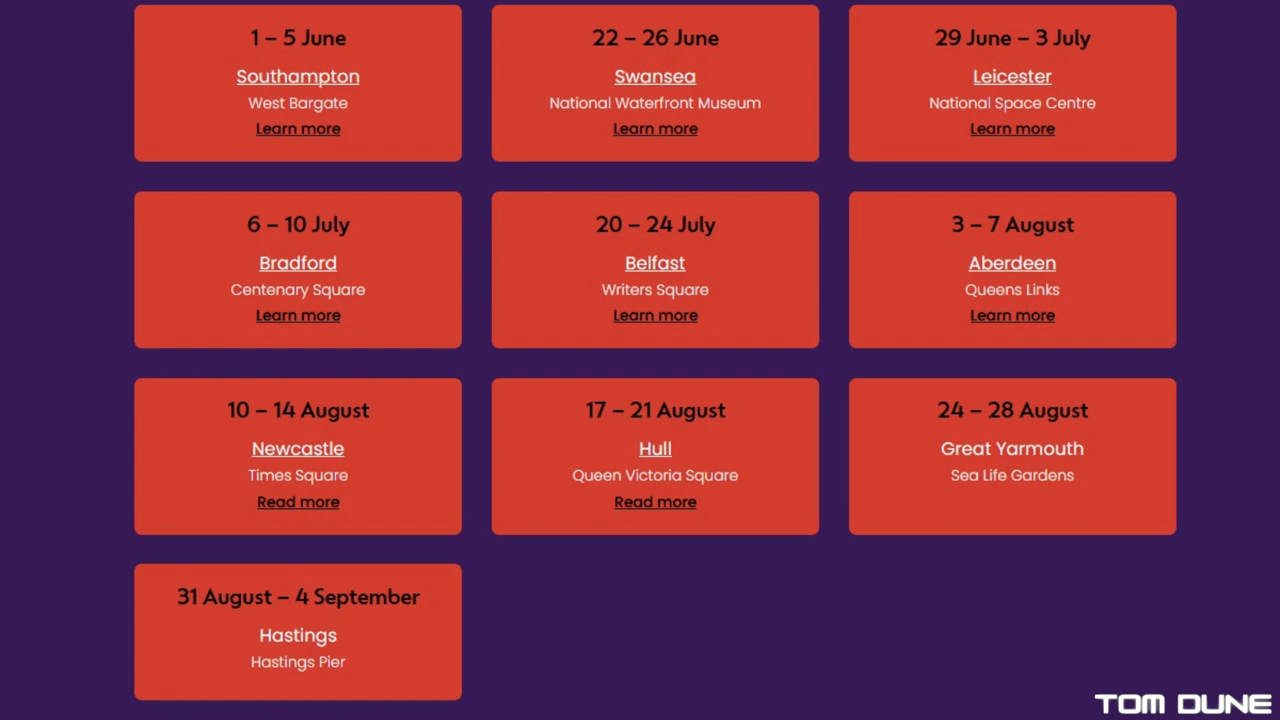 1 – 5 June
Southampton
West Bargate
Learn more
22 – 26 June
Swansea
National Waterfront Museum
Learn more
29 June – 3 July
Leicester
National Space Centre
Learn more
6 – 10 July
Bradford
Centenary Square
Learn more
20 – 24 July
Belfast
Writers Square
Learn more
3 – 7 August
Aberdeen
Queens Links
Learn more
10 – 14 August
Newcastle
Times Square
Read more
17 – 21 August
Hull
Queen Victoria Square
Read more
24 – 28 August
Great Yarmouth
Sea Life Gardens
31 August – 4 September
Hastings
Hastings Pier
TOM DUNE